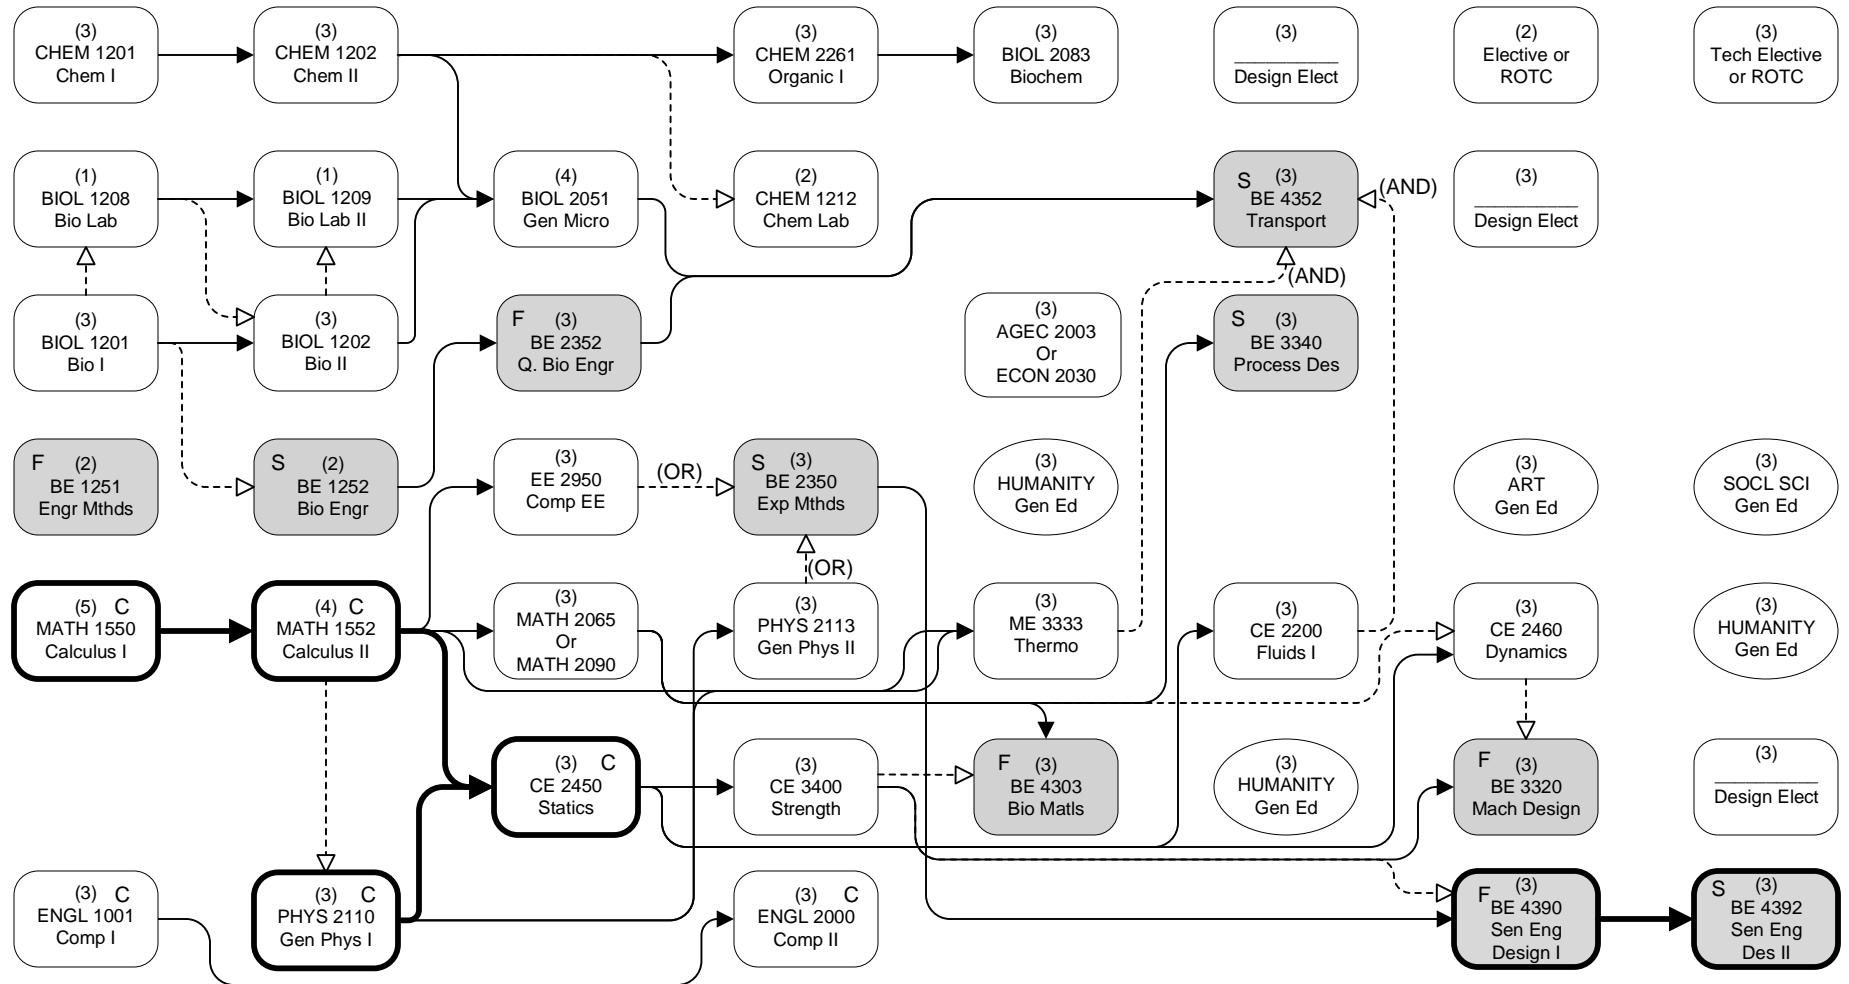 (3)
CHEM 1201
Chem I
(3)
CHEM 1202
Chem II
(3)
CHEM 2261
Organic I
(3)
BIOL 2083
Biochem
(3)
____________
Design Elect
(2)
Elective or
ROTC
(3)
Tech Elective
or ROTC
(1)
BIOL 1208
Bio Lab
(1)
BIOL 1209
Bio Lab II
(4)
BIOL 2051
Gen Micro
(2)
CHEM 1212
Chem Lab
S (3)
BE 4352
Transport
(AND)
(3)
____________
Design Elect
(AND)
(3)
BIOL 1201
Bio I
(3)
BIOL 1202
Bio II
F (3)
BE 2352
Q. Bio Engr
(3)
AGEC 2003
Or
ECON 2030
S (3)
BE 3340
Process Des
F (2)
BE 1251
Engr Mthds
S (2)
BE 1252
Bio Engr
(3)
EE 2950
Comp EE
(OR)
S (3)
BE 2350
Exp Mthds
(3)
HUMANITY
Gen Ed
(3)
ART
Gen Ed
(3)
SOCL SCI
Gen Ed
(OR)
(5) C
MATH 1550
Calculus I
(4) C
MATH 1552
Calculus II
(3)
MATH 2065
Or
MATH 2090
(3)
PHYS 2113
Gen Phys II
(3)
ME 3333
Thermo
(3)
CE 2200
Fluids I
(3)
CE 2460
Dynamics
(3)
HUMANITY
Gen Ed
(3) C
CE 2450
Statics
(3)
CE 3400
Strength
F (3)
BE 4303
Bio Matls
(3)
HUMANITY
Gen Ed
F (3)
BE 3320
Mach Design
(3)
____________
Design Elect
(3) C
ENGL 1001
Comp I
(3) C
PHYS 2110
Gen Phys I
(3) C
ENGL 2000
Comp II
F (3)
BE 4390
Sen Eng
Design I
S (3)
BE 4392
Sen Eng
Des II